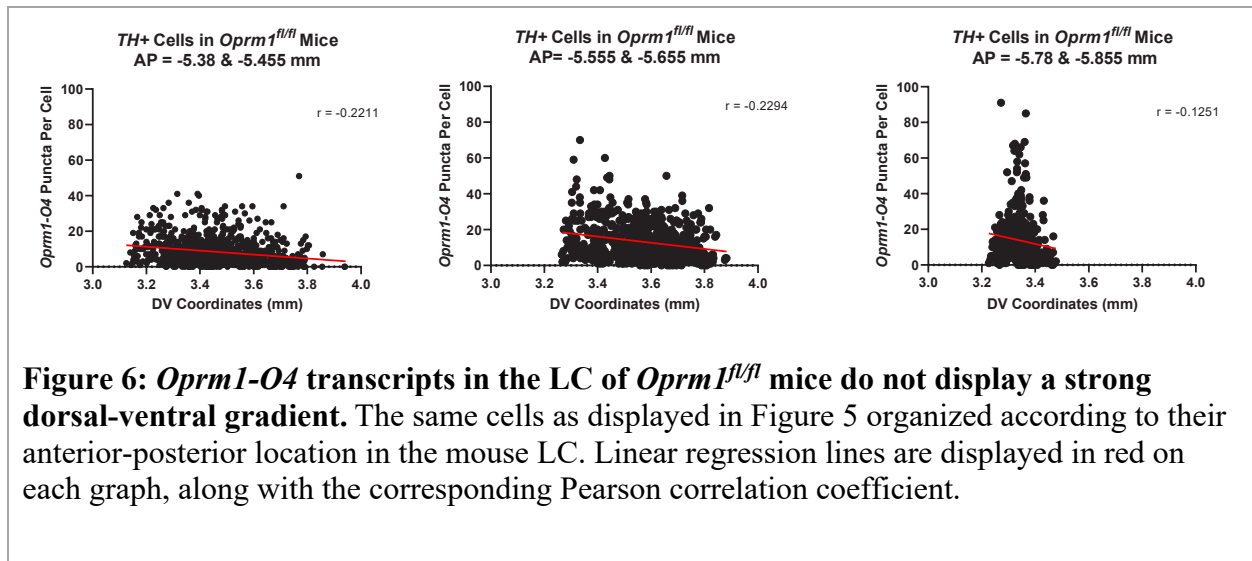 TH+ Cells in Oprm1fl/fl Mice
AP = -5.38 & -5.455 mm
r = -0.2211
Oprm1-O4 Puncta Per Cell
100
80
60
40
20
0
3.0 3.2 3.4 3.6 3.8 4.0
DV Coordinates (mm)
TH+ Cells in Oprm1fl/fl Mice
AP= -5.555 & -5.655 mm
r = -0.2294
Oprm1-O4 Puncta Per Cell
100
80
60
40
20
0
3.0 3.2 3.4 3.6 3.8 4.0
DV Coordinates (mm)
TH+ Cells in Oprm1fl/fl Mice
AP = -5.78 & -5.855 mm
r = -0.1251
Oprm1-O4 Puncta Per Cell
100
80
60
40
20
0
3.0 3.2 3.4 3.6 3.8 4.0
DV Coordinates (mm)
Figure 6: Oprm1-O4 transcripts in the LC of Oprm1fl/fl mice do not display a strong
dorsal-ventral gradient. The same cells as displayed in Figure 5 organized according to their
anterior-posterior location in the mouse LC. Linear regression lines are displayed in red on
each graph, along with the corresponding Pearson correlation coefficient.